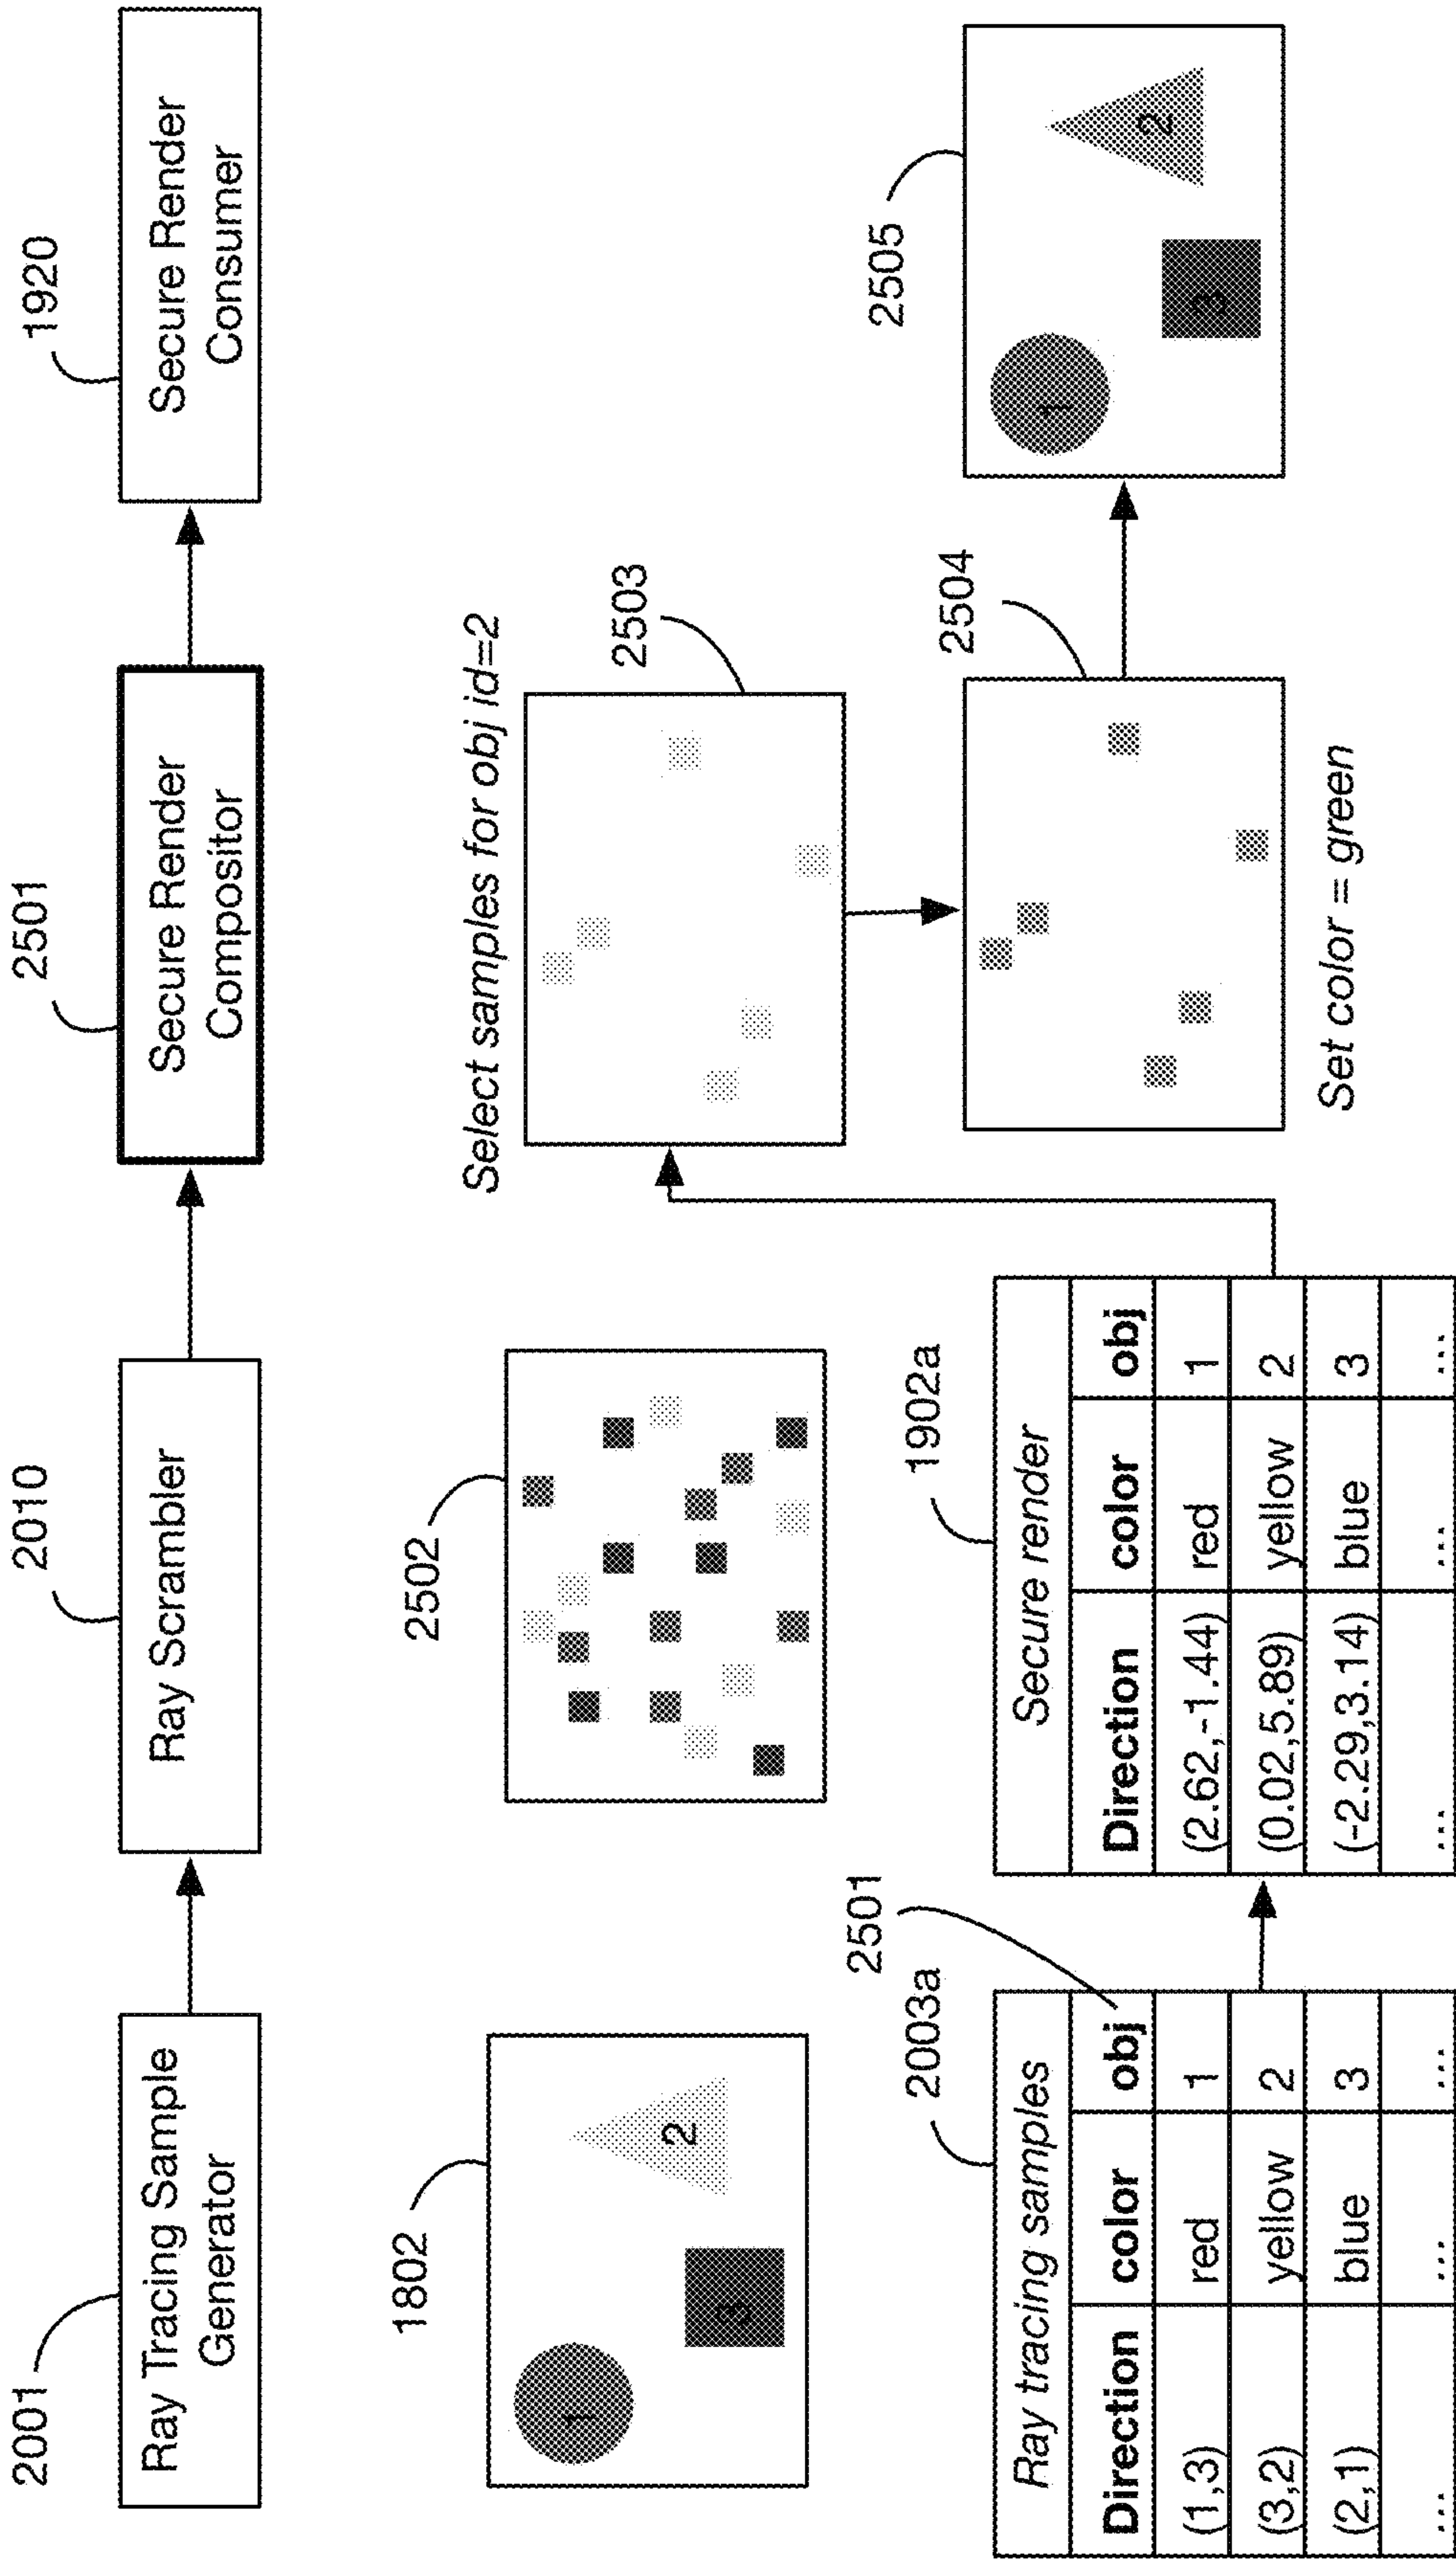 2001
2010
2501
1920
Ray Tracing Sample
Generator
Ray Scrambler
Secure Render
Compositor
Secure Render
Consumer
1802
1
2
3
2502
Select samples for obj id=2
2503
2504
Set color = green
2505
1
2
3
2003a
2501
Ray tracing samples
Direction color obj
(1,3) red 1
(3,2) yellow 2
(2,1) blue 3
... ... ...
1902a
Secure render
Direction color obj
(2.62,-1.44) red 1
(0.02,5.89) yellow 2
(-2.29,3.14) blue 3
... ... ...